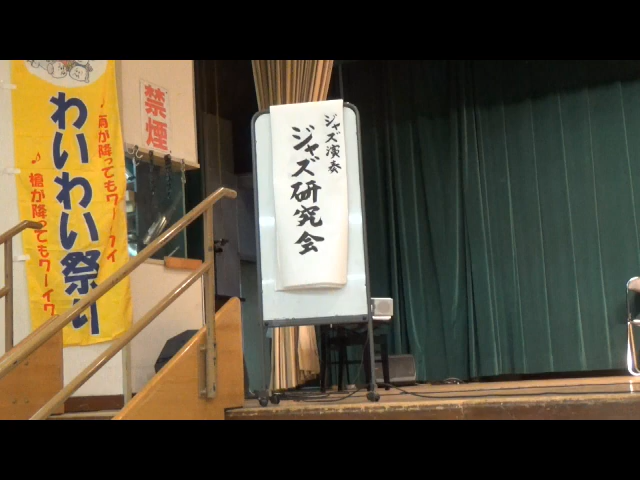 ♪雨が降ってもワーイワイ
わいわい祭り
♪槍が降ってもワーイワイ
禁煙
ジャズ演奏
ジャズ研究会